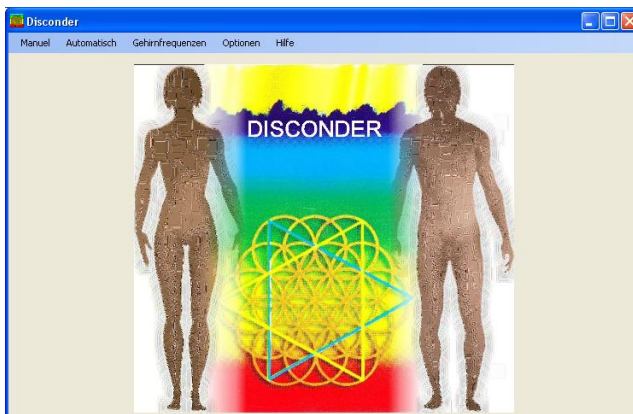 Disconder
Manuel Automatisch Gehirnfrequenzen Optionen Hilfe
DISCONDER